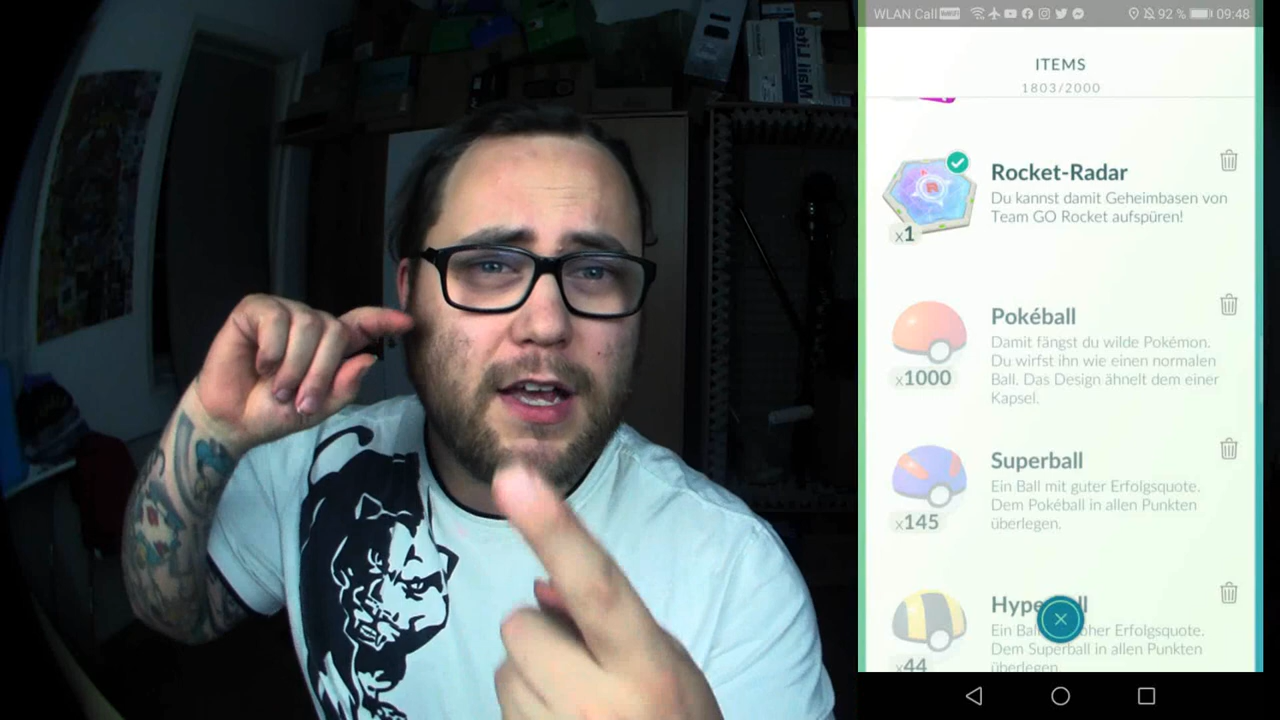 WLAN Call
92 %
09:48
ITEMS
1803/2000
Rocket-Radar
Du kannst damit Geheimbasen von
Team GO Rocket aufspüren!
x1
Pokéball
Damit fängst du wilde Pokémon.
Du wirfst ihn wie einen normalen
Ball. Das Design ähnelt dem einer
Kapsel.
x1000
Superball
Ein Ball mit guter Erfolgsquote.
Dem Pokéball in allen Punkten
überlegen.
x145
Ein
Erfolgsquote.
Dem Superball in allen Punkten
überlegen.
x44